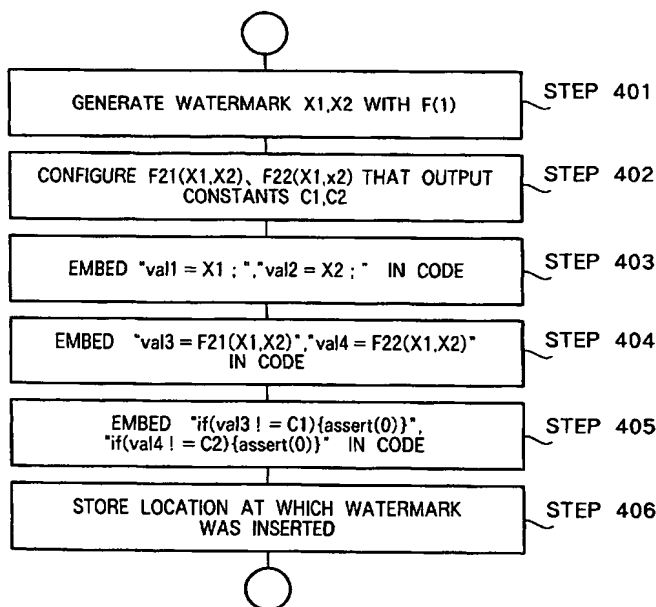 GENERATE WATERMARK X1,X2 WITH F(1)
STEP 401
CONFIGURE F21(X1,X2)、F22(X1,x2) THAT OUTPUT
CONSTANTS C1,C2
STEP 402
EMBED "val1 = X1 ; ","val2 = X2 ; " IN CODE
STEP 403
EMBED "val3 = F21(X1,X2)","val4 = F22(X1,X2)"
IN CODE
STEP 404
EMBED "if(val3 ! = C1){assert(0)}",
"if(val4 ! = C2){assert(0)}" IN CODE
STEP 405
STORE LOCATION AT WHICH WATERMARK
WAS INSERTED
STEP 406